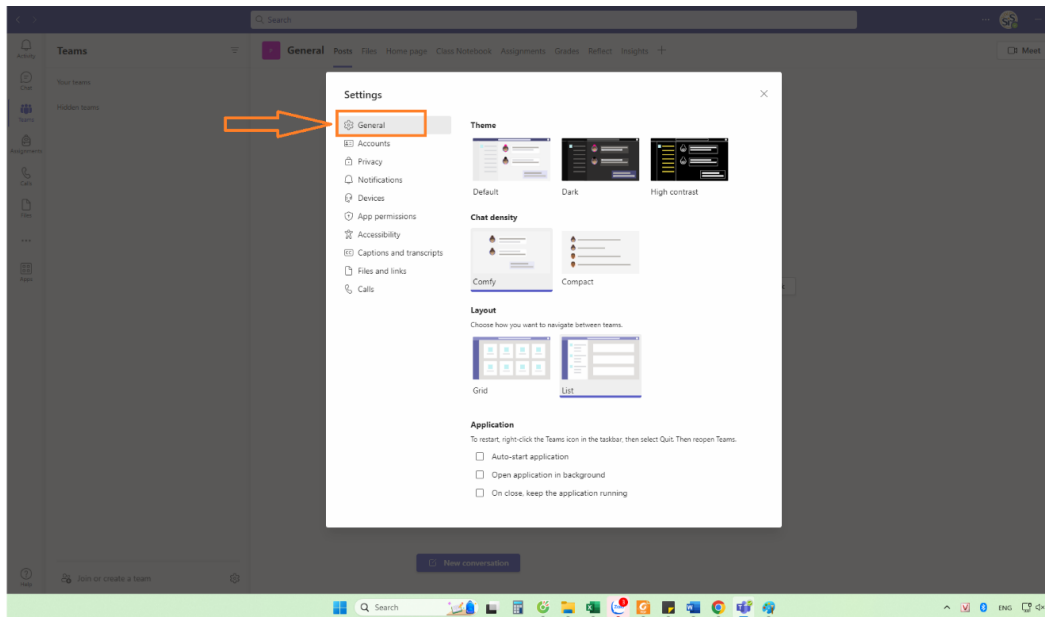 Search
Activity
Chat
Teams
Assignments
Calls
Files
Apps
Help
Teams
Your teams
Hidden teams
Join or create a team
General Posts Files Home page Class Notebook Assignments Grades Reflect Insights
Meet
Settings
General
Accounts
Privacy
Notifications
Devices
App permissions
Accessibility
Captions and transcripts
Files and links
Calls
Theme
Default Dark High contrast
Chat density
Comfy Compact
Layout
Choose how you want to navigate between teams.
Grid List
Application
To restart, right-click the Teams icon in the taskbar, then select Quit. Then reopen Teams.
Auto-start application
Open application in background
On close, keep the application running
New conversation
Search
ENG